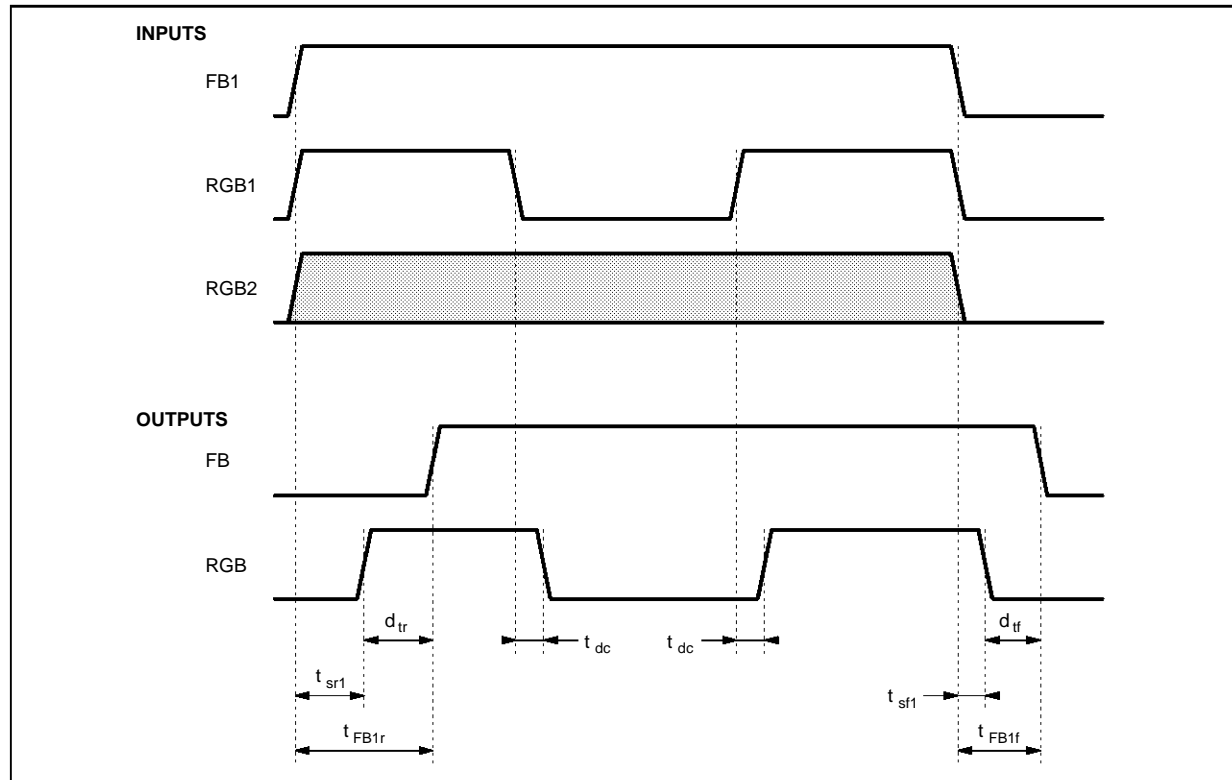 INPUTS
FB1
RGB1
RGB2
OUTPUTS
FB
RGB
d tr
t dc
t dc
d tf
t sr1
t sf1
t FB1r
t FB1f